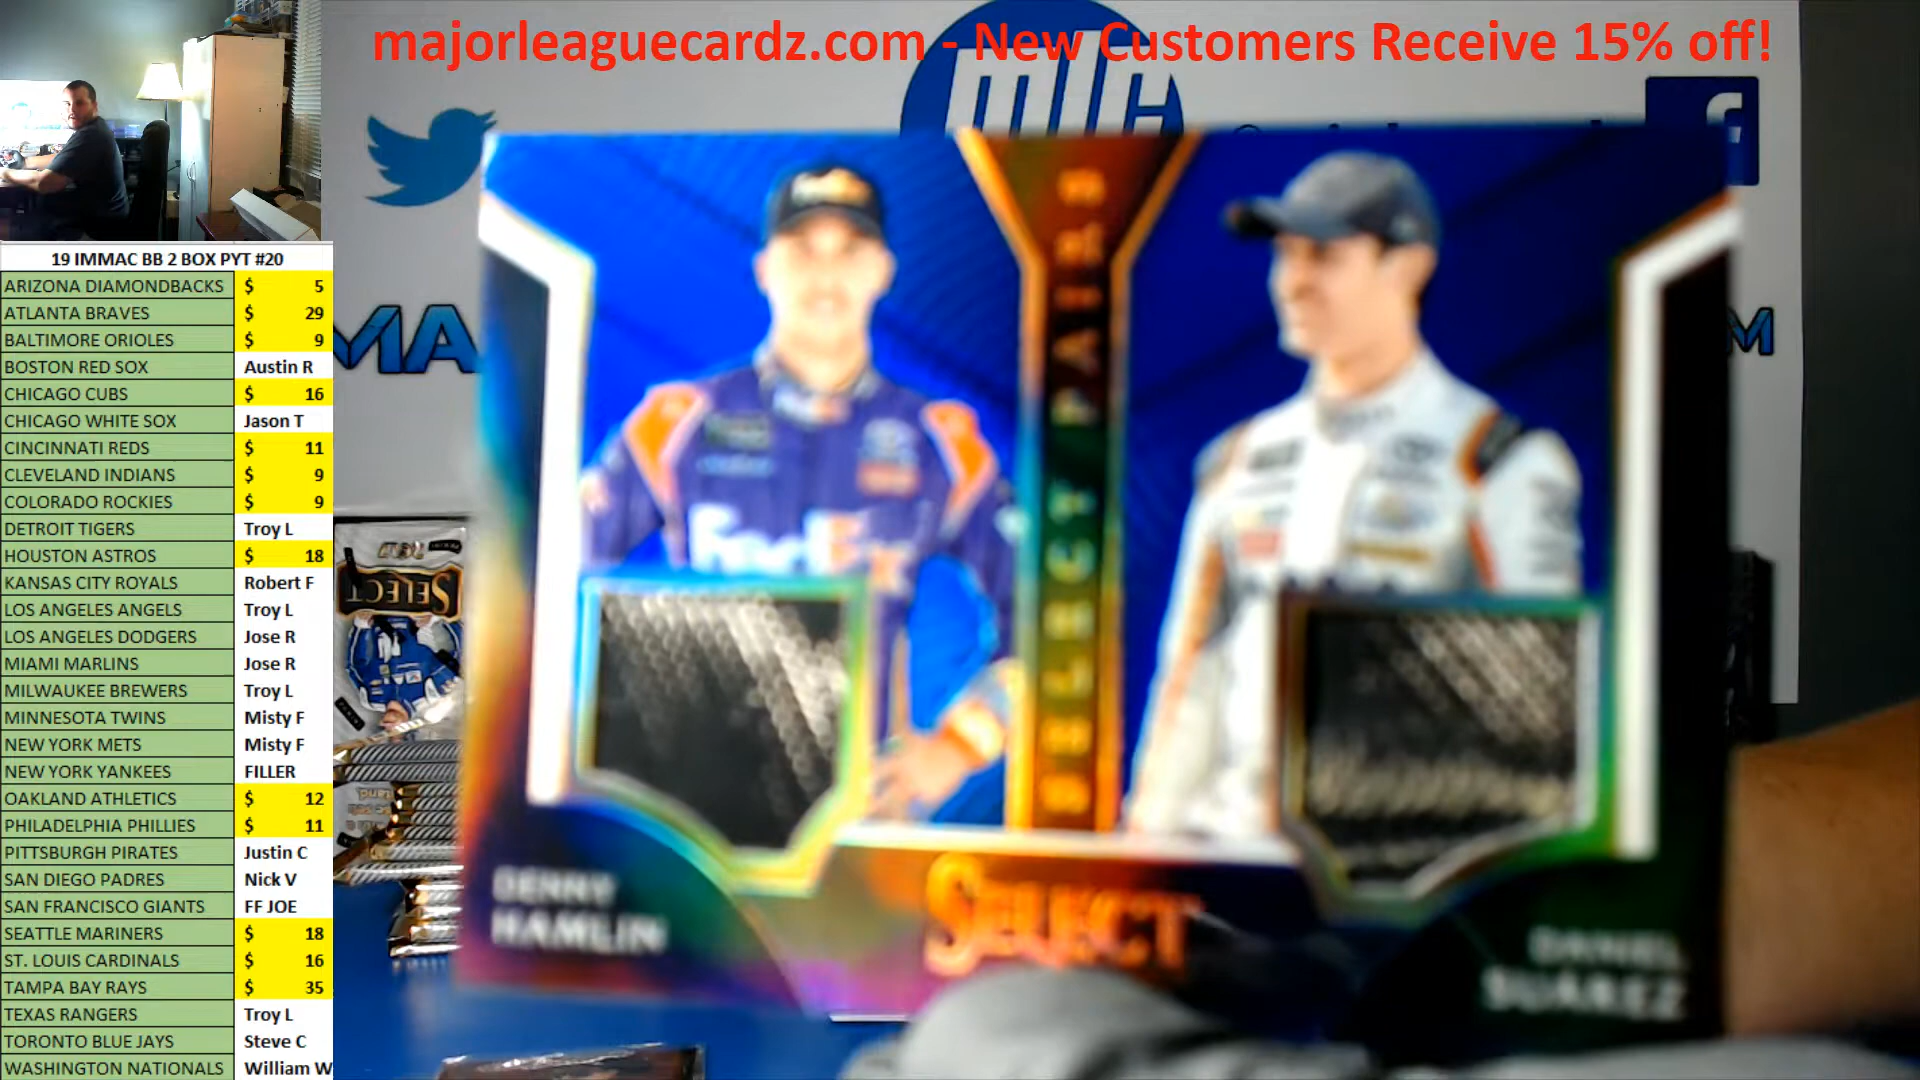 majorleaguecardz.com - New Customers Receive 15% off!
19 IMMAC BB 2 BOX PYT #20
ARIZONA DIAMONDBACKS $ 5
ATLANTA BRAVES $ 29
BALTIMORE ORIOLES $ 9
BOSTON RED SOX Austin R
CHICAGO CUBS $ 16
CHICAGO WHITE SOX Jason T
CINCINNATI REDS $ 11
CLEVELAND INDIANS $ 9
COLORADO ROCKIES $ 9
DETROIT TIGERS Troy L
HOUSTON ASTROS $ 18
KANSAS CITY ROYALS Robert F
LOS ANGELES ANGELS Troy L
LOS ANGELES DODGERS Jose R
MIAMI MARLINS Jose R
MILWAUKEE BREWERS Troy L
MINNESOTA TWINS Misty F
NEW YORK METS Misty F
NEW YORK YANKEES FILLER
OAKLAND ATHLETICS $ 12
PHILADELPHIA PHILLIES $ 11
PITTSBURGH PIRATES Justin C
SAN DIEGO PADRES Nick V
SAN FRANCISCO GIANTS FF JOE
SEATTLE MARINERS $ 18
ST. LOUIS CARDINALS $ 16
TAMPA BAY RAYS $ 35
TEXAS RANGERS Troy L
TORONTO BLUE JAYS Steve C
WASHINGTON NATIONALS William W
MA
M
SELECT
FedEx
FedEx
PAIRS
DENNY
HAMLIN
SELECT
DANIEL
SUÁREZ